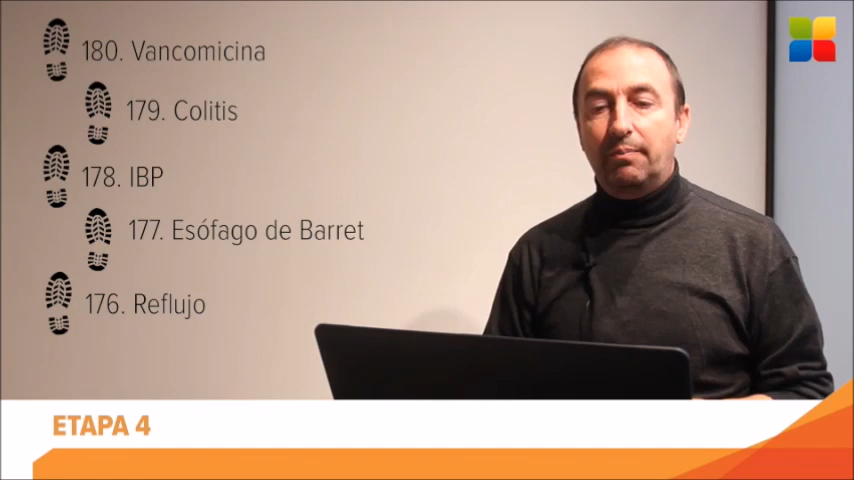 180. Vancomicina
179. Colitis
178. IBP
177. Esófago de Barret
176. Reflujo
ETAPA 4